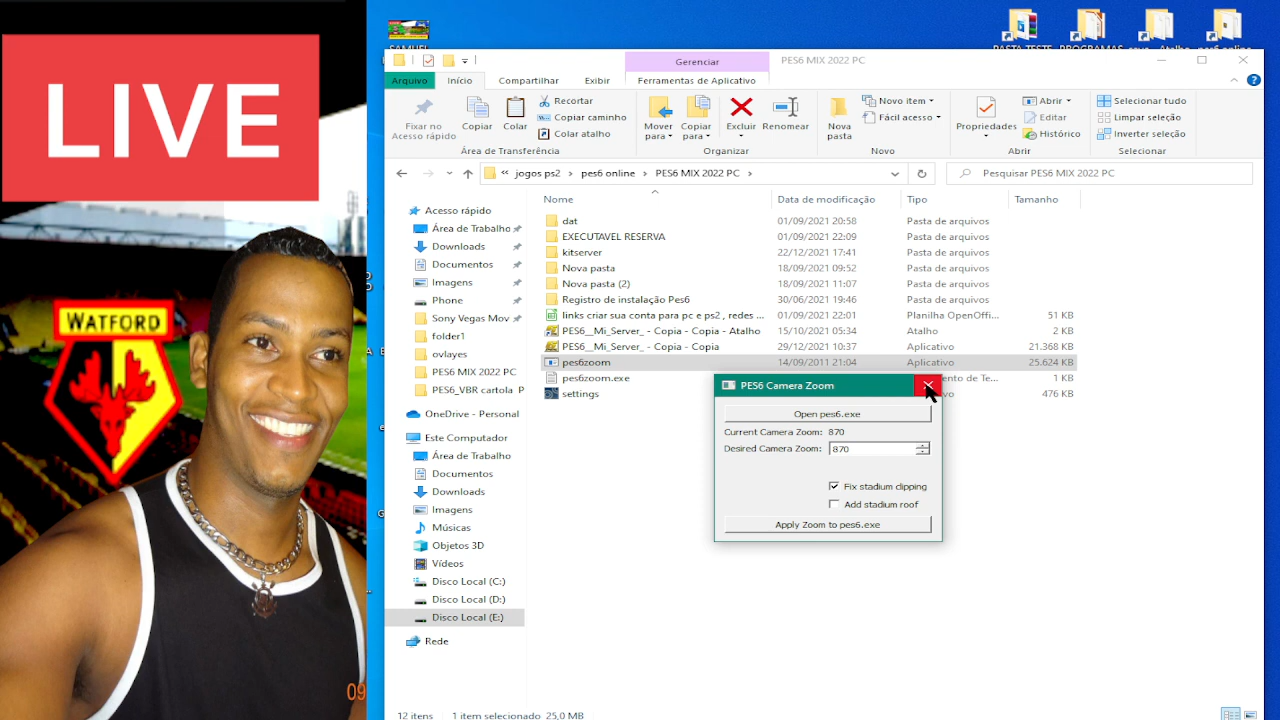 LIVE
WATFORD
09
SAMUEL
PASTA TESTE
PROGRAMAS
Atalho
pes6 online
Gerenciar
PES6 MIX 2022 PC
Arquivo
Início
Compartilhar
Exibir
Ferramentas de Aplicativo
Fixar no
Acesso rápido
Copiar
Colar
Recortar
Copiar caminho
Colar atalho
Área de Transferência
Mover
para
Copiar
para
Excluir
Renomear
Organizar
Nova
pasta
Novo item
Fácil acesso
Novo
Propriedades
Abrir
Editar
Histórico
Abrir
Selecionar tudo
Limpar seleção
Inverter seleção
Selecionar
« jogos ps2 > pes6 online > PES6 MIX 2022 PC >
Pesquisar PES6 MIX 2022 PC
Acesso rápido
Área de Trabalho
Downloads
Documentos
Imagens
Phone
Sony Vegas Mov
folder1
ovlayes
PES6 MIX 2022 PC
PES6_VBR cartola P
OneDrive - Personal
Este Computador
Área de Trabalho
Documentos
Downloads
Imagens
Músicas
Objetos 3D
Vídeos
Disco Local (C:)
Disco Local (D:)
Disco Local (E:)
Rede
Nome Data de modificação Tipo Tamanho
dat 01/09/2021 20:58 Pasta de arquivos
EXECUTAVEL RESERVA 01/09/2021 22:09 Pasta de arquivos
kitserver 22/12/2021 17:41 Pasta de arquivos
Nova pasta 18/09/2021 09:52 Pasta de arquivos
Nova pasta (2) 18/09/2021 11:07 Pasta de arquivos
Registro de instalação Pes6 30/06/2021 19:46 Pasta de arquivos
links criar sua conta para pc e ps2 , redes ... 01/09/2021 22:01 Planilha OpenOffi... 51 KB
PES6__Mi_Server_ - Copia - Copia - Atalho 15/10/2021 05:34 Atalho 2 KB
PES6__Mi_Server_ - Copia - Copia 29/12/2021 10:37 Aplicativo 21.368 KB
pes6zoom 14/09/2011 21:04 Aplicativo 25.624 KB
pes6zoom.exe ento de Te... 1 KB
settings vo 476 KB
PES6 Camera Zoom
Open pes6.exe
Current Camera Zoom: 870
Desired Camera Zoom: 870
Fix stadium clipping
Add stadium roof
Apply Zoom to pes6.exe
12 itens 1 item selecionado 25,0 MB